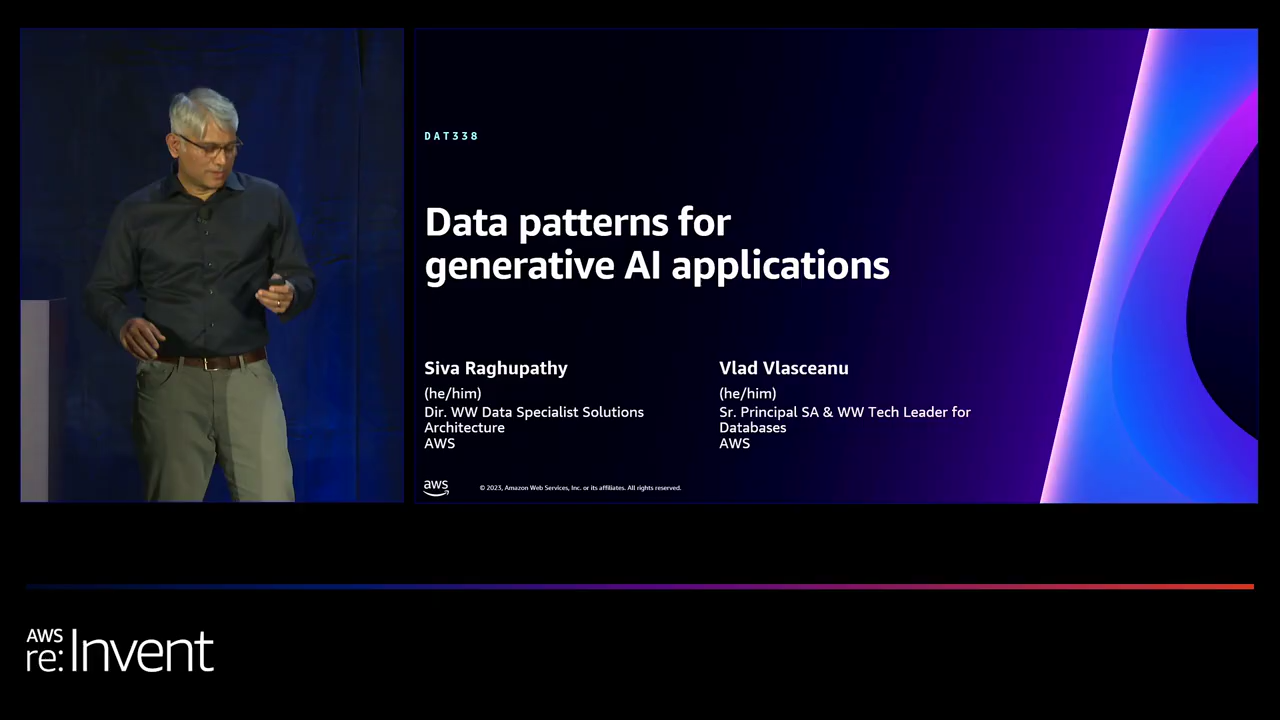 DAT338
Data patterns for
generative AI applications
Siva Raghupathy
(he/him)
Dir. WW Data Specialist Solutions
Architecture
AWS
Vlad Vlasceanu
(he/him)
Sr. Principal SA & WW Tech Leader for
Databases
AWS
aws
© 2023, Amazon Web Services, Inc. or its affiliates. All rights reserved.
AWS
re:Invent